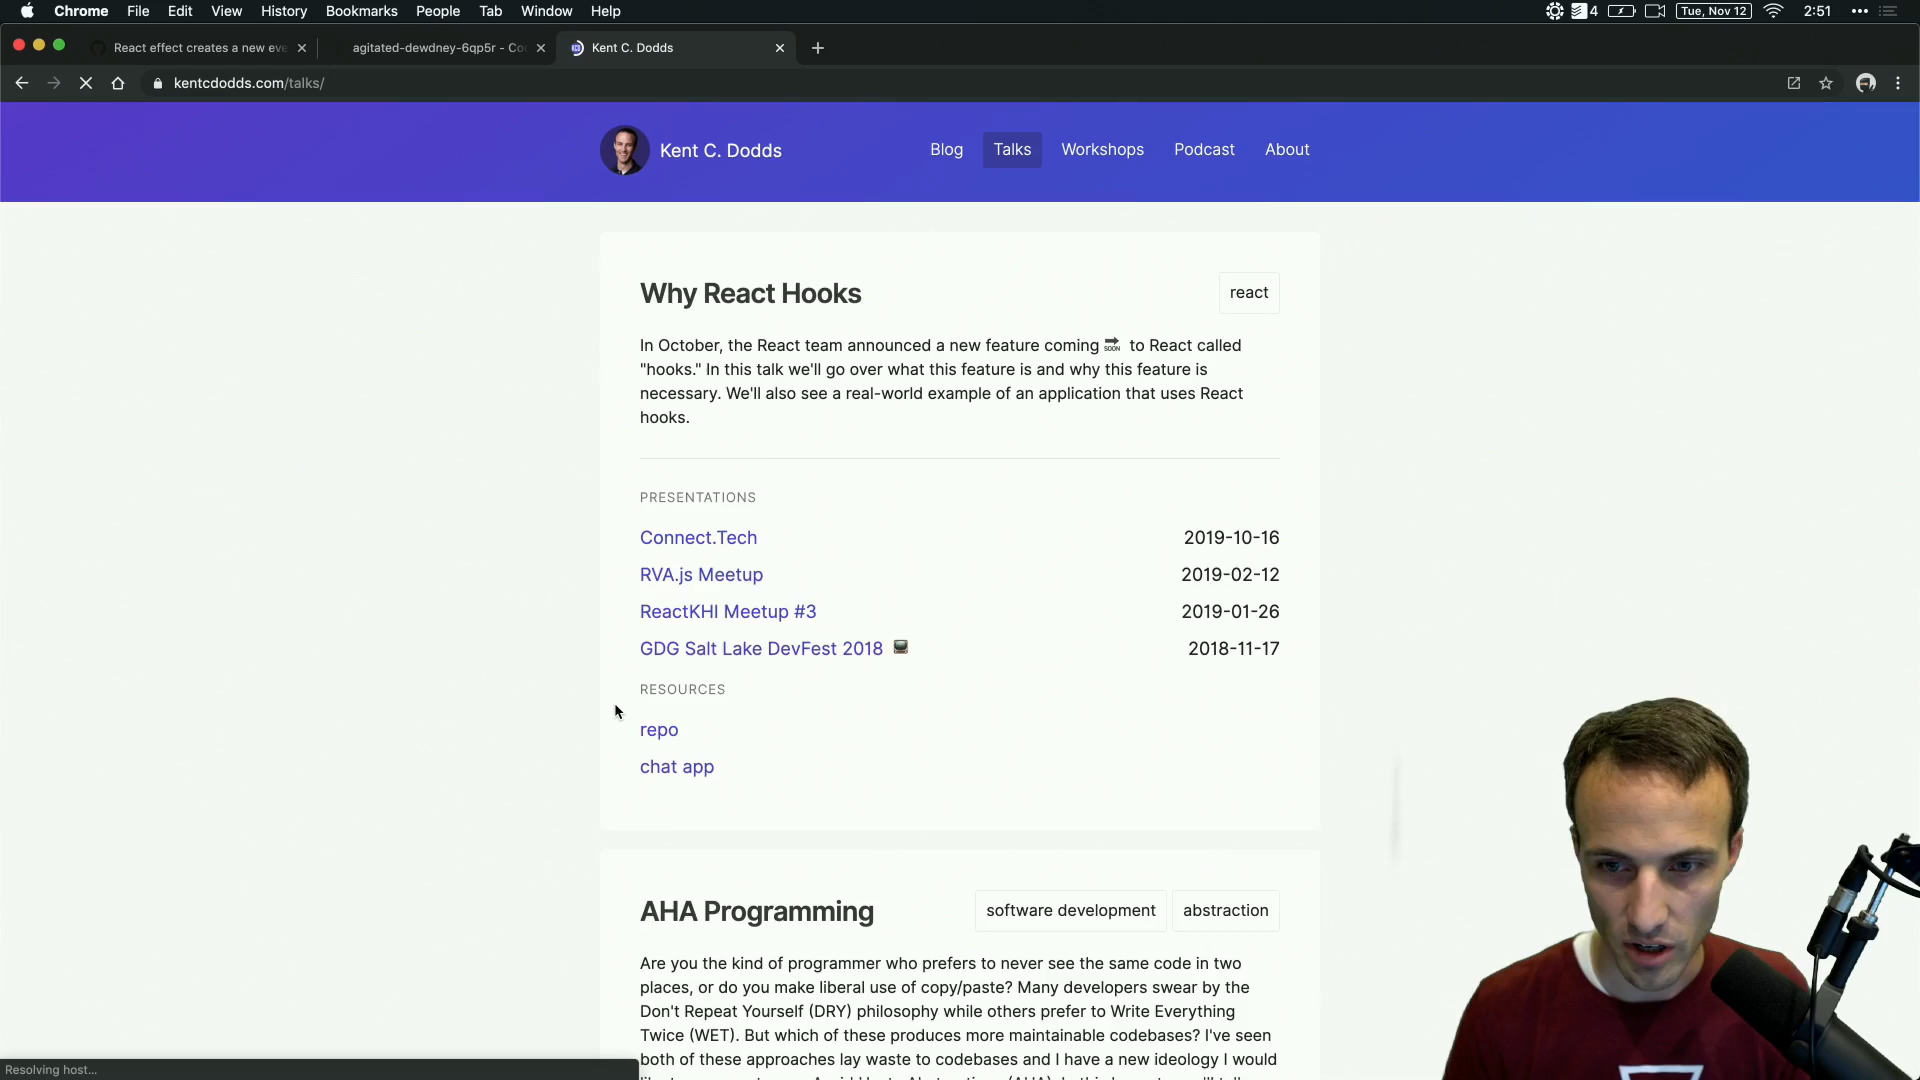 Chrome File Edit View History Bookmarks People Tab Window Help
4 Tue, Nov 12 2:51
React effect creates a new eve
agitated-dewdney-6qp5r - Co
Kent C. Dodds
kentcdodds.com/talks/
Kent C. Dodds
Blog Talks Workshops Podcast About
Why React Hooks
react
In October, the React team announced a new feature coming 🔜 to React called
"hooks." In this talk we'll go over what this feature is and why this feature is
necessary. We'll also see a real-world example of an application that uses React
hooks.
PRESENTATIONS
Connect.Tech 2019-10-16
RVA.js Meetup 2019-02-12
ReactKHI Meetup #3 2019-01-26
GDG Salt Lake DevFest 2018 2018-11-17
RESOURCES
repo
chat app
AHA Programming
software development
abstraction
Are you the kind of programmer who prefers to never see the same code in two
places, or do you make liberal use of copy/paste? Many developers swear by the
Don't Repeat Yourself (DRY) philosophy while others prefer to Write Everything
Twice (WET). But which of these produces more maintainable codebases? I've seen
both of these approaches lay waste to codebases and I have a new ideology I would
Resolving host...